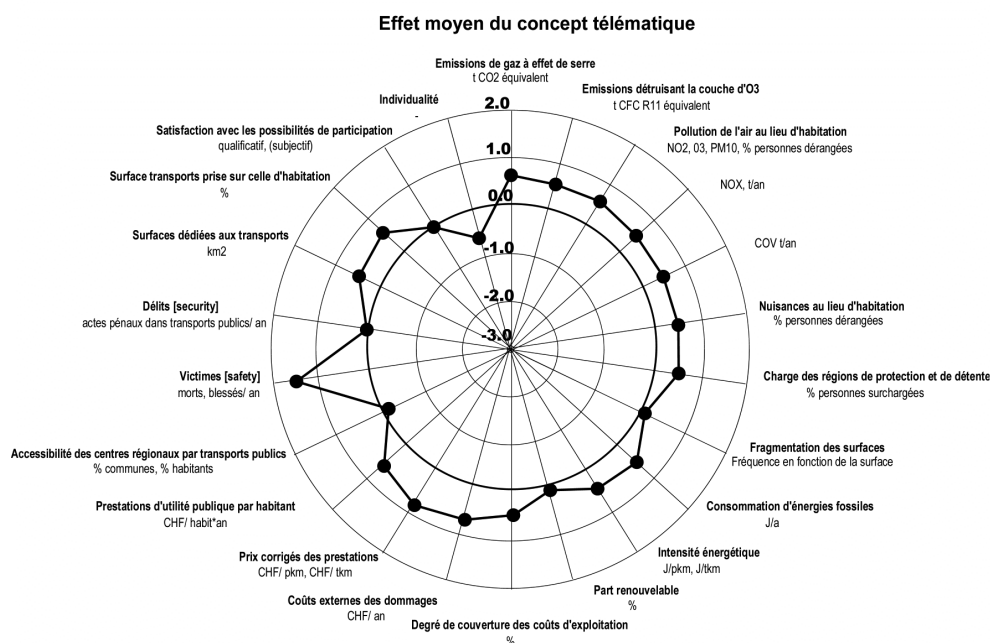 Effet moyen du concept télématique
Emissions de gaz à effet de serre
t CO2 équivalent
Emissions détruisant la couche d'O3
t CFC R11 équivalent
Pollution de l'air au lieu d'habitation
NO2, 03, PM10, % personnes dérangées
NOX, t/an
COV t/an
Nuisances au lieu d'habitation
% personnes dérangées
Charge des régions de protection et de détente
% personnes surchargées
Fragmentation des surfaces
Fréquence en fonction de la surface
Consommation d'énergies fossiles
J/a
Intensité énergétique
J/pkm, J/tkm
Part renouvelable
%
Degré de couverture des coûts d'exploitation
%
Coûts externes des dommages
CHF/ an
Prix corrigés des prestations
CHF/ pkm, CHF/ tkm
Prestations d'utilité publique par habitant
CHF/ habit*an
Accessibilité des centres régionaux par transports publics
% communes, % habitants
Victimes [safety]
morts, blessés/ an
Délits [security]
actes pénaux dans transports publics/ an
Surfaces dédiées aux transports
km2
Surface transports prise sur celle d'habitation
%
Satisfaction avec les possibilités de participation
qualificatif, (subjectif)
Individualité
-
2.0
1.0
0.0
-1.0
-2.0
-3.0